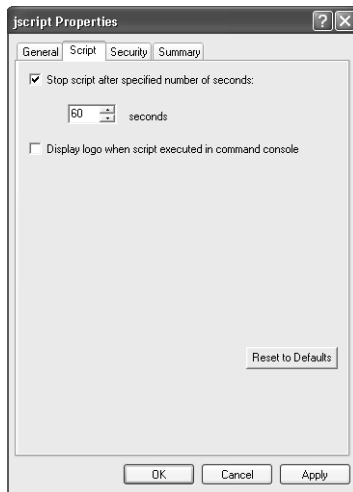 jscript Properties
General Script Security Summary
Stop script after specified number of seconds:
60 seconds
Display logo when script executed in command console
Reset to Defaults
OK Cancel Apply